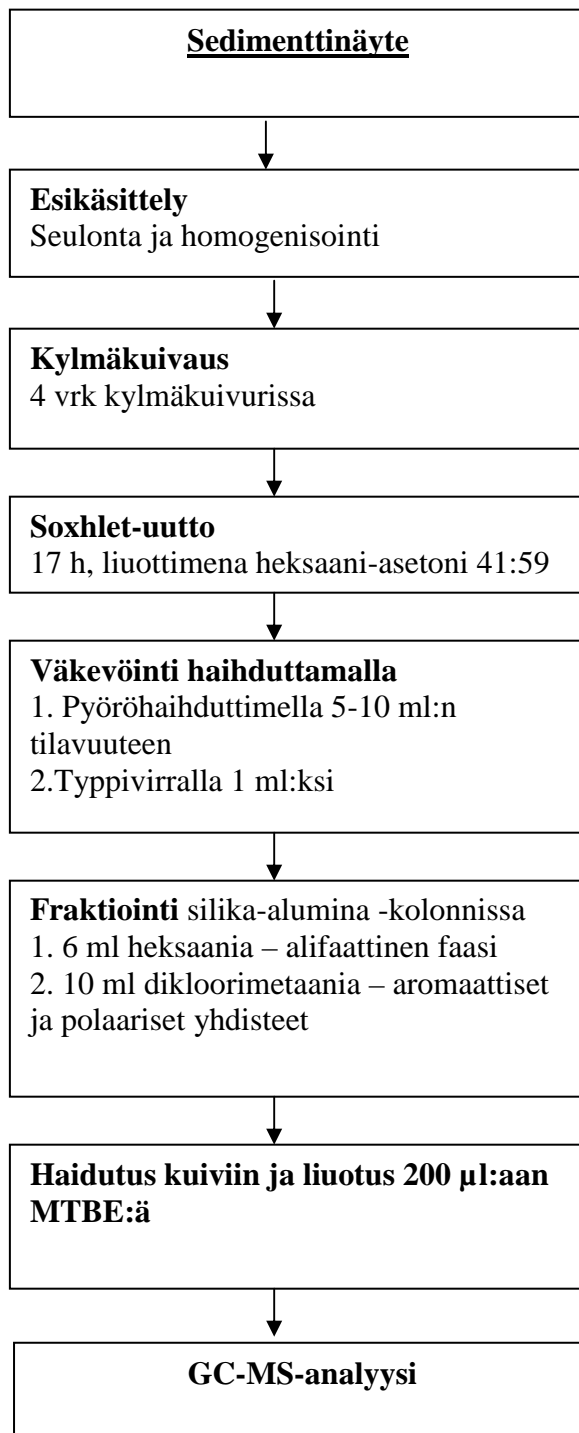 Sedimenttinäyte
Esikäsittely
Seulonta ja homogenisointi
Kylmäkuivaus
4 vrk kylmäkuivurissa
Soxhlet-uutto
17 h, liuottimena heksaani-asetoni 41:59
Väkevöinti haihduttamalla
1. Pyöröhaihduttimella 5-10 ml:n
tilavuuteen
2.Typpivirralla 1 ml:ksi
Fraktiointi silika-alumina -kolonnissa
1. 6 ml heksaania – alifaattinen faasi
2. 10 ml dikloorimetaania – aromaattiset
ja polaariset yhdisteet
Haidutus kuiviin ja liuotus 200 µl:aan
MTBE:ä
GC-MS-analyysi